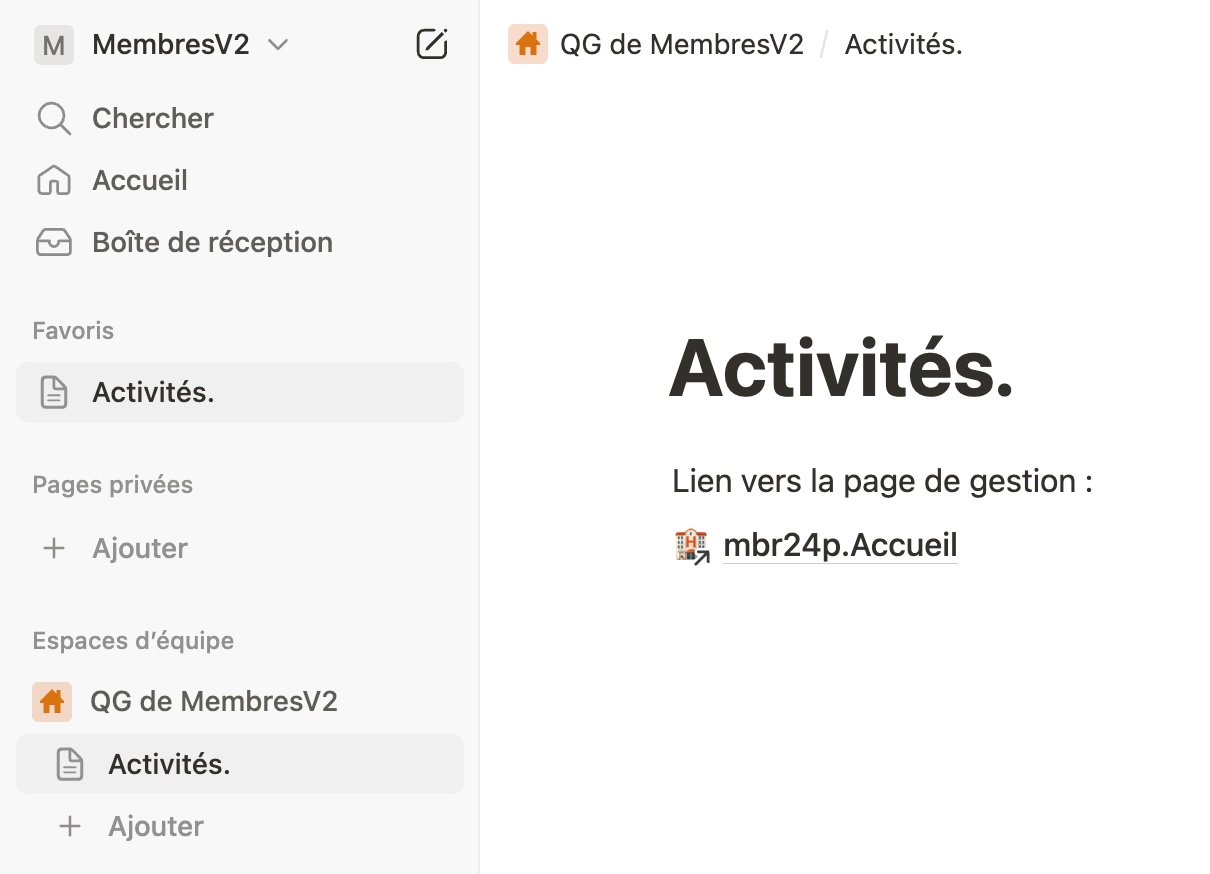 M MembresV2
Chercher
Accueil
Boîte de réception
Favoris
Activités.
Pages privées
Ajouter
Espaces d’équipe
QG de MembresV2
Activités.
Ajouter
QG de MembresV2 / Activités.
Activités.
Lien vers la page de gestion :
mbr24p.Accueil